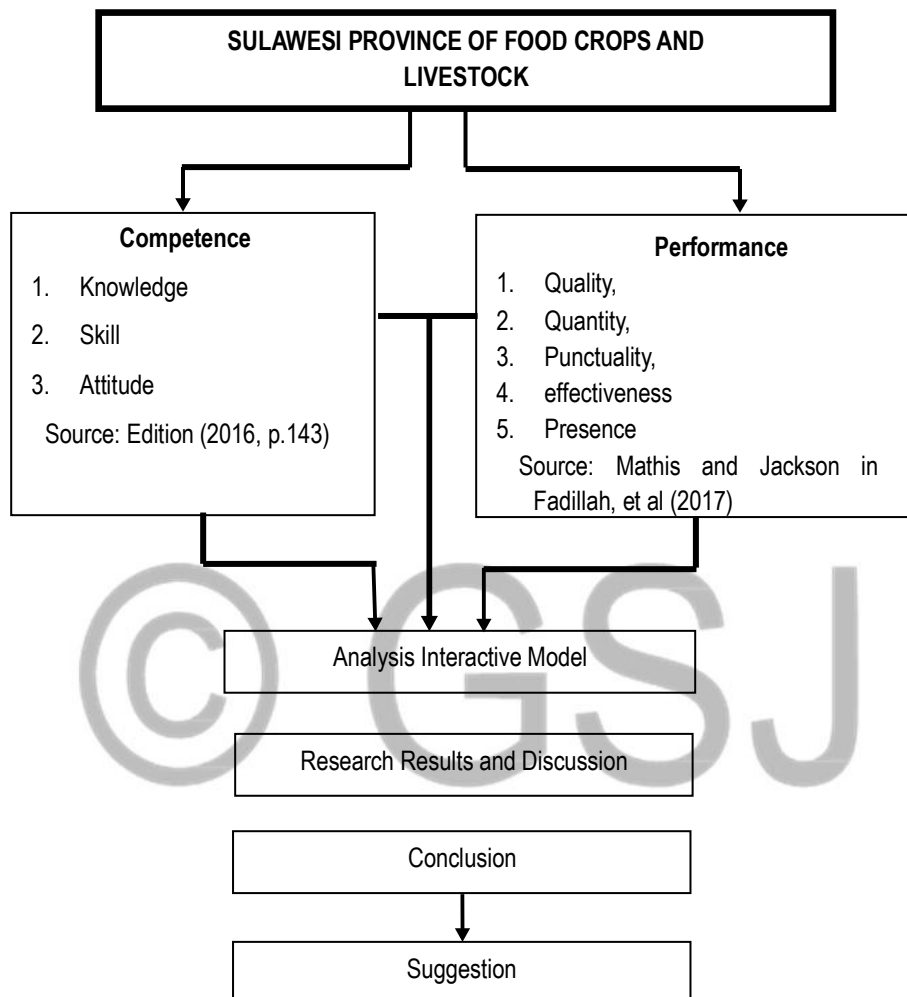 SULAWESI PROVINCE OF FOOD CROPS AND
LIVESTOCK
Competence
1. Knowledge
2. Skill
3. Attitude
Source: Edition (2016, p.143)
Performance
1. Quality,
2. Quantity,
3. Punctuality,
4. effectiveness
5. Presence
Source: Mathis and Jackson in
Fadillah, et al (2017)
Analysis Interactive Model
© GSJ
Research Results and Discussion
Conclusion
Suggestion